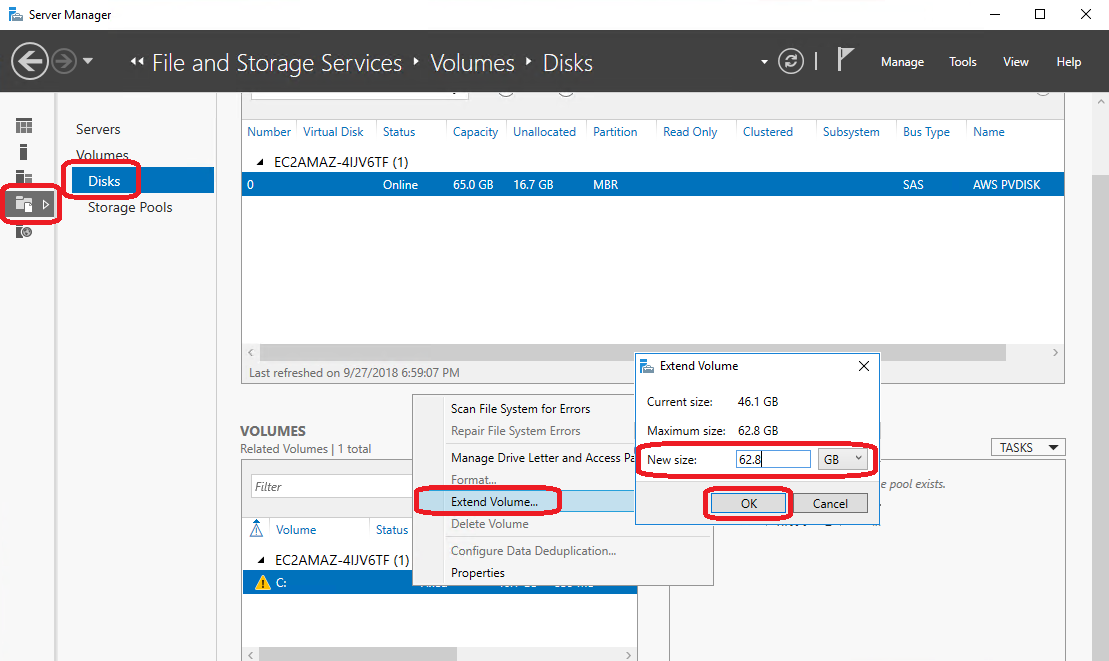 Server Manager
File and Storage Services Volumes Disks
Manage Tools View Help
Servers
Volumes
Disks
Storage Pools
Number Virtual Disk Status Capacity Unallocated Partition Read Only Clustered Subsystem Bus Type Name
EC2AMAZ-4IJV6TF (1)
0 Online 65.0 GB 16.7 GB MBR SAS AWS PVDISK
Last refreshed on 9/27/2018 6:59:07 PM
VOLUMES
Related Volumes | 1 total
Filter
Volume Status
EC2AMAZ-4IJV6TF (1)
C:
Scan File System for Errors
Repair File System Errors
Manage Drive Letter and Access Pa
Format...
Extend Volume...
Delete Volume
Configure Data Deduplication...
Properties
Extend Volume
Current size: 46.1 GB
Maximum size: 62.8 GB
New size: 62.8 GB
OK Cancel
TASKS
e pool exists.